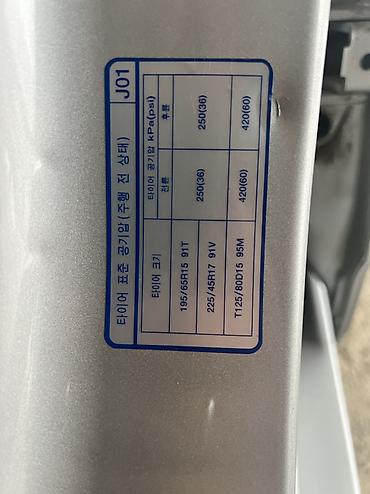 타이어 표준 공기압(주행 전 상태) J01
타이어 크기 타이어 공기압 kPa(psi)
전륜 후륜
195/65R15 91T 250(36) 250(36)
225/45R17 91V
T125/80D15 95M 420(60) 420(60)